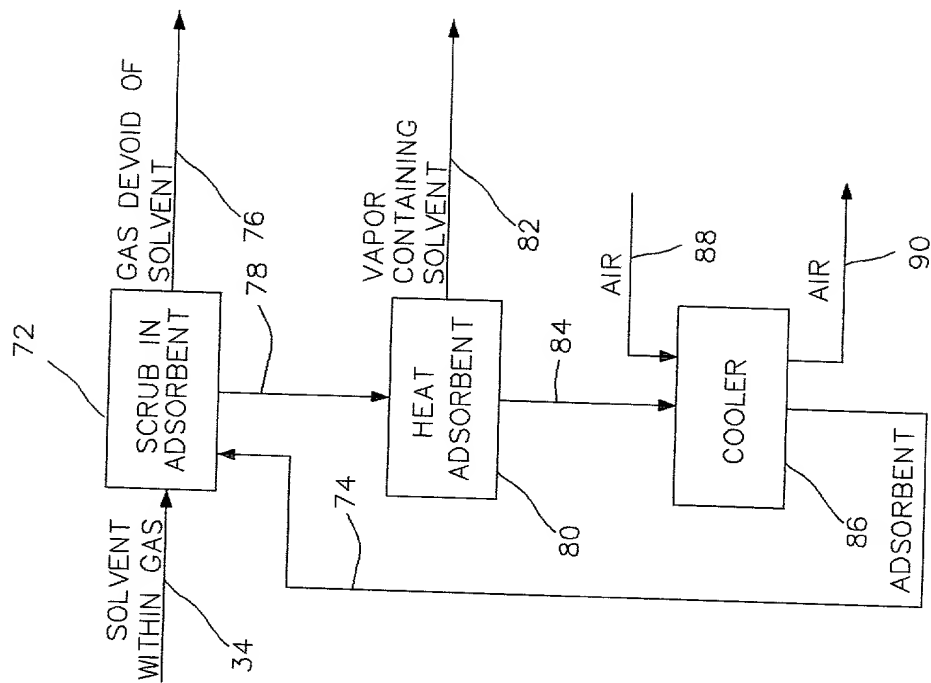 72
SOLVENT
WITHIN GAS
34
SCRUB IN
ADSORBENT
GAS DEVOID OF
SOLVENT
76
78
74
HEAT
ADSORBENT
80
VAPOR
CONTAINING
SOLVENT
82
84
AIR
88
COOLER
86
AIR
90
ADSORBENT